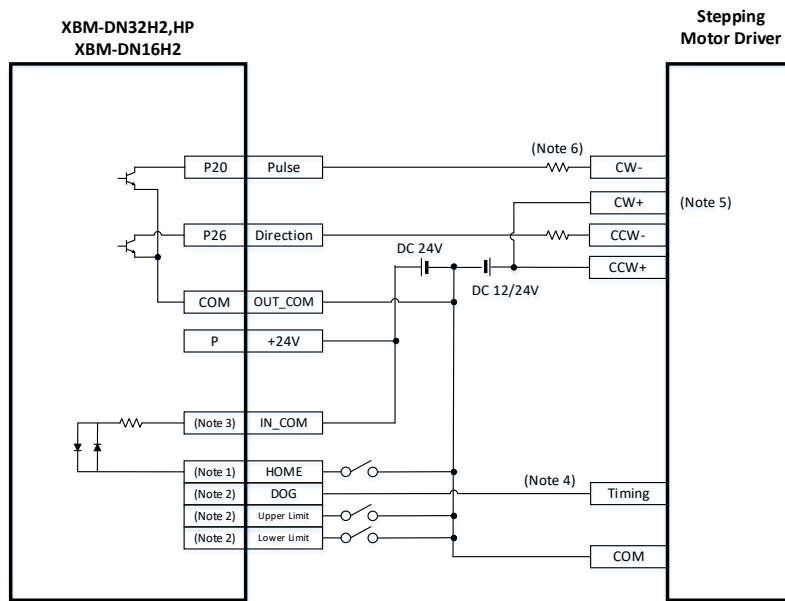 XBM-DN32H2,HP
XBM-DN16H2
Stepping
Motor Driver
P20 Pulse (Note 6) CW-
CW+ (Note 5)
P26 Direction CCW-
DC 24V CCW+
DC 12/24V
COM OUT_COM
P +24V
(Note 3) IN_COM
(Note 1) HOME
(Note 2) DOG (Note 4) Timing
(Note 2) Upper Limit
(Note 2) Lower Limit
COM